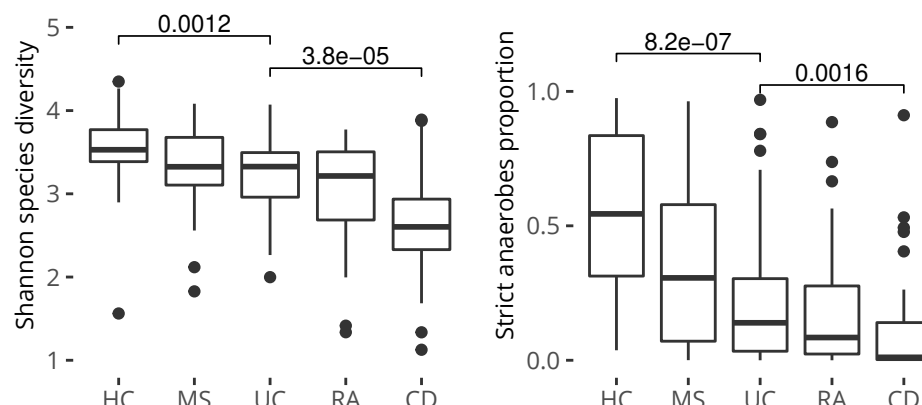 Shannon species diversity
5
4
3
2
1
0.0012
3.8e−05
HC MS UC RA CD
Strict anaerobes proportion
1.0
0.5
0.0
8.2e−07
0.0016
HC MS UC RA CD